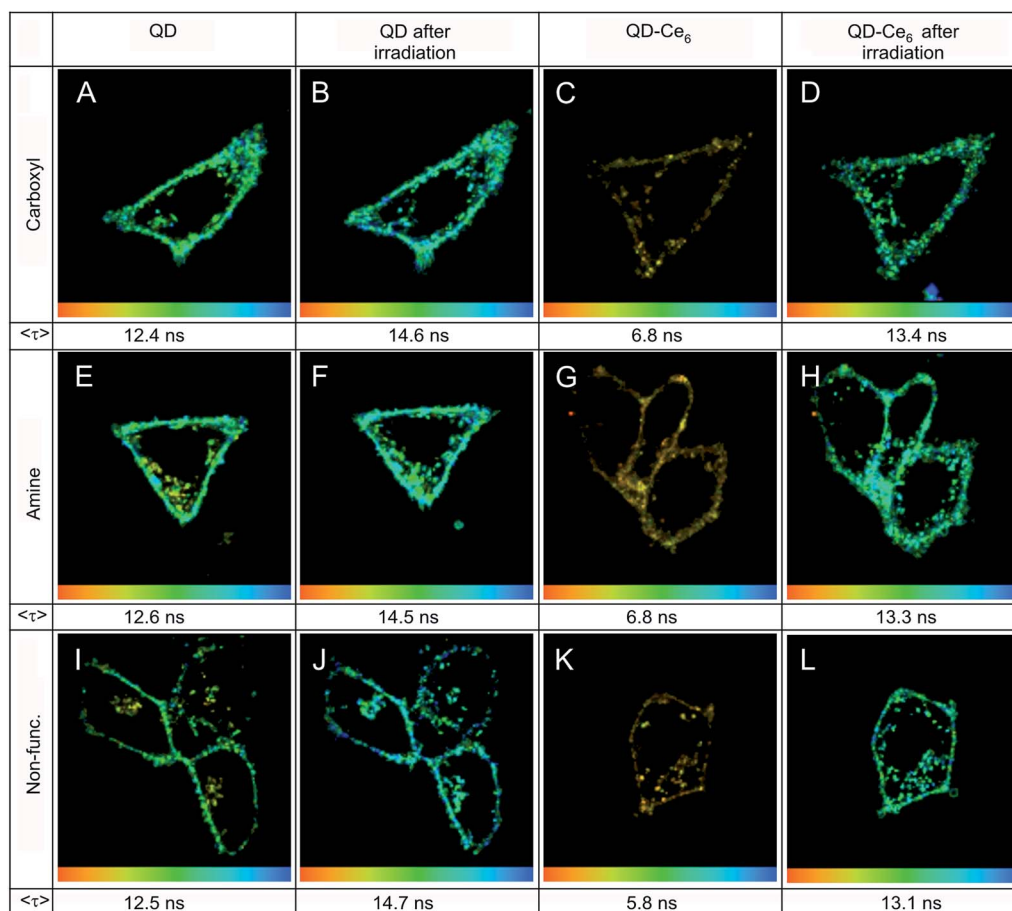 QD
QD after
irradiation
QD-Ce₆
QD-Ce₆ after
irradiation
Carboxyl
A
B
C
D
<τ>
12.4 ns
14.6 ns
6.8 ns
13.4 ns
Amine
E
F
G
H
<τ>
12.6 ns
14.5 ns
6.8 ns
13.3 ns
Non-func.
I
J
K
L
<τ>
12.5 ns
14.7 ns
5.8 ns
13.1 ns